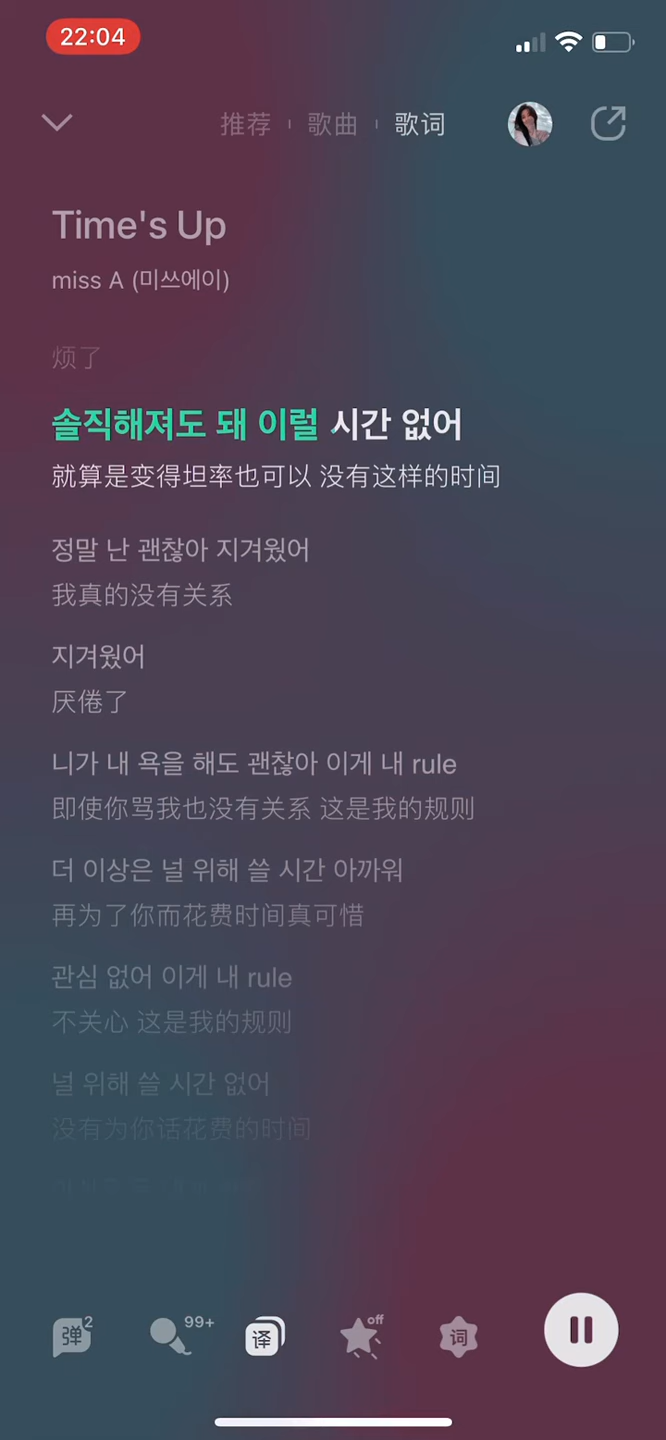 22:04
推荐 歌曲 歌词
Time's Up
miss A (미쓰에이)
烦了
솔직해져도 돼 이럴 시간 없어
就算是变得坦率也可以 没有这样的时间
정말 난 괜찮아 지겨웠어
我真的没有关系
지겨웠어
厌倦了
니가 내 욕을 해도 괜찮아 이게 내 rule
即使你骂我也没有关系 这是我的规则
더 이상은 널 위해 쓸 시간 아까워
再为了你而花费时间真可惜
관심 없어 이게 내 rule
不关心 这是我的规则
널 위해 쓸 시간 없어
没有为你话花费的时间
弹 2 99+ 译 off 词